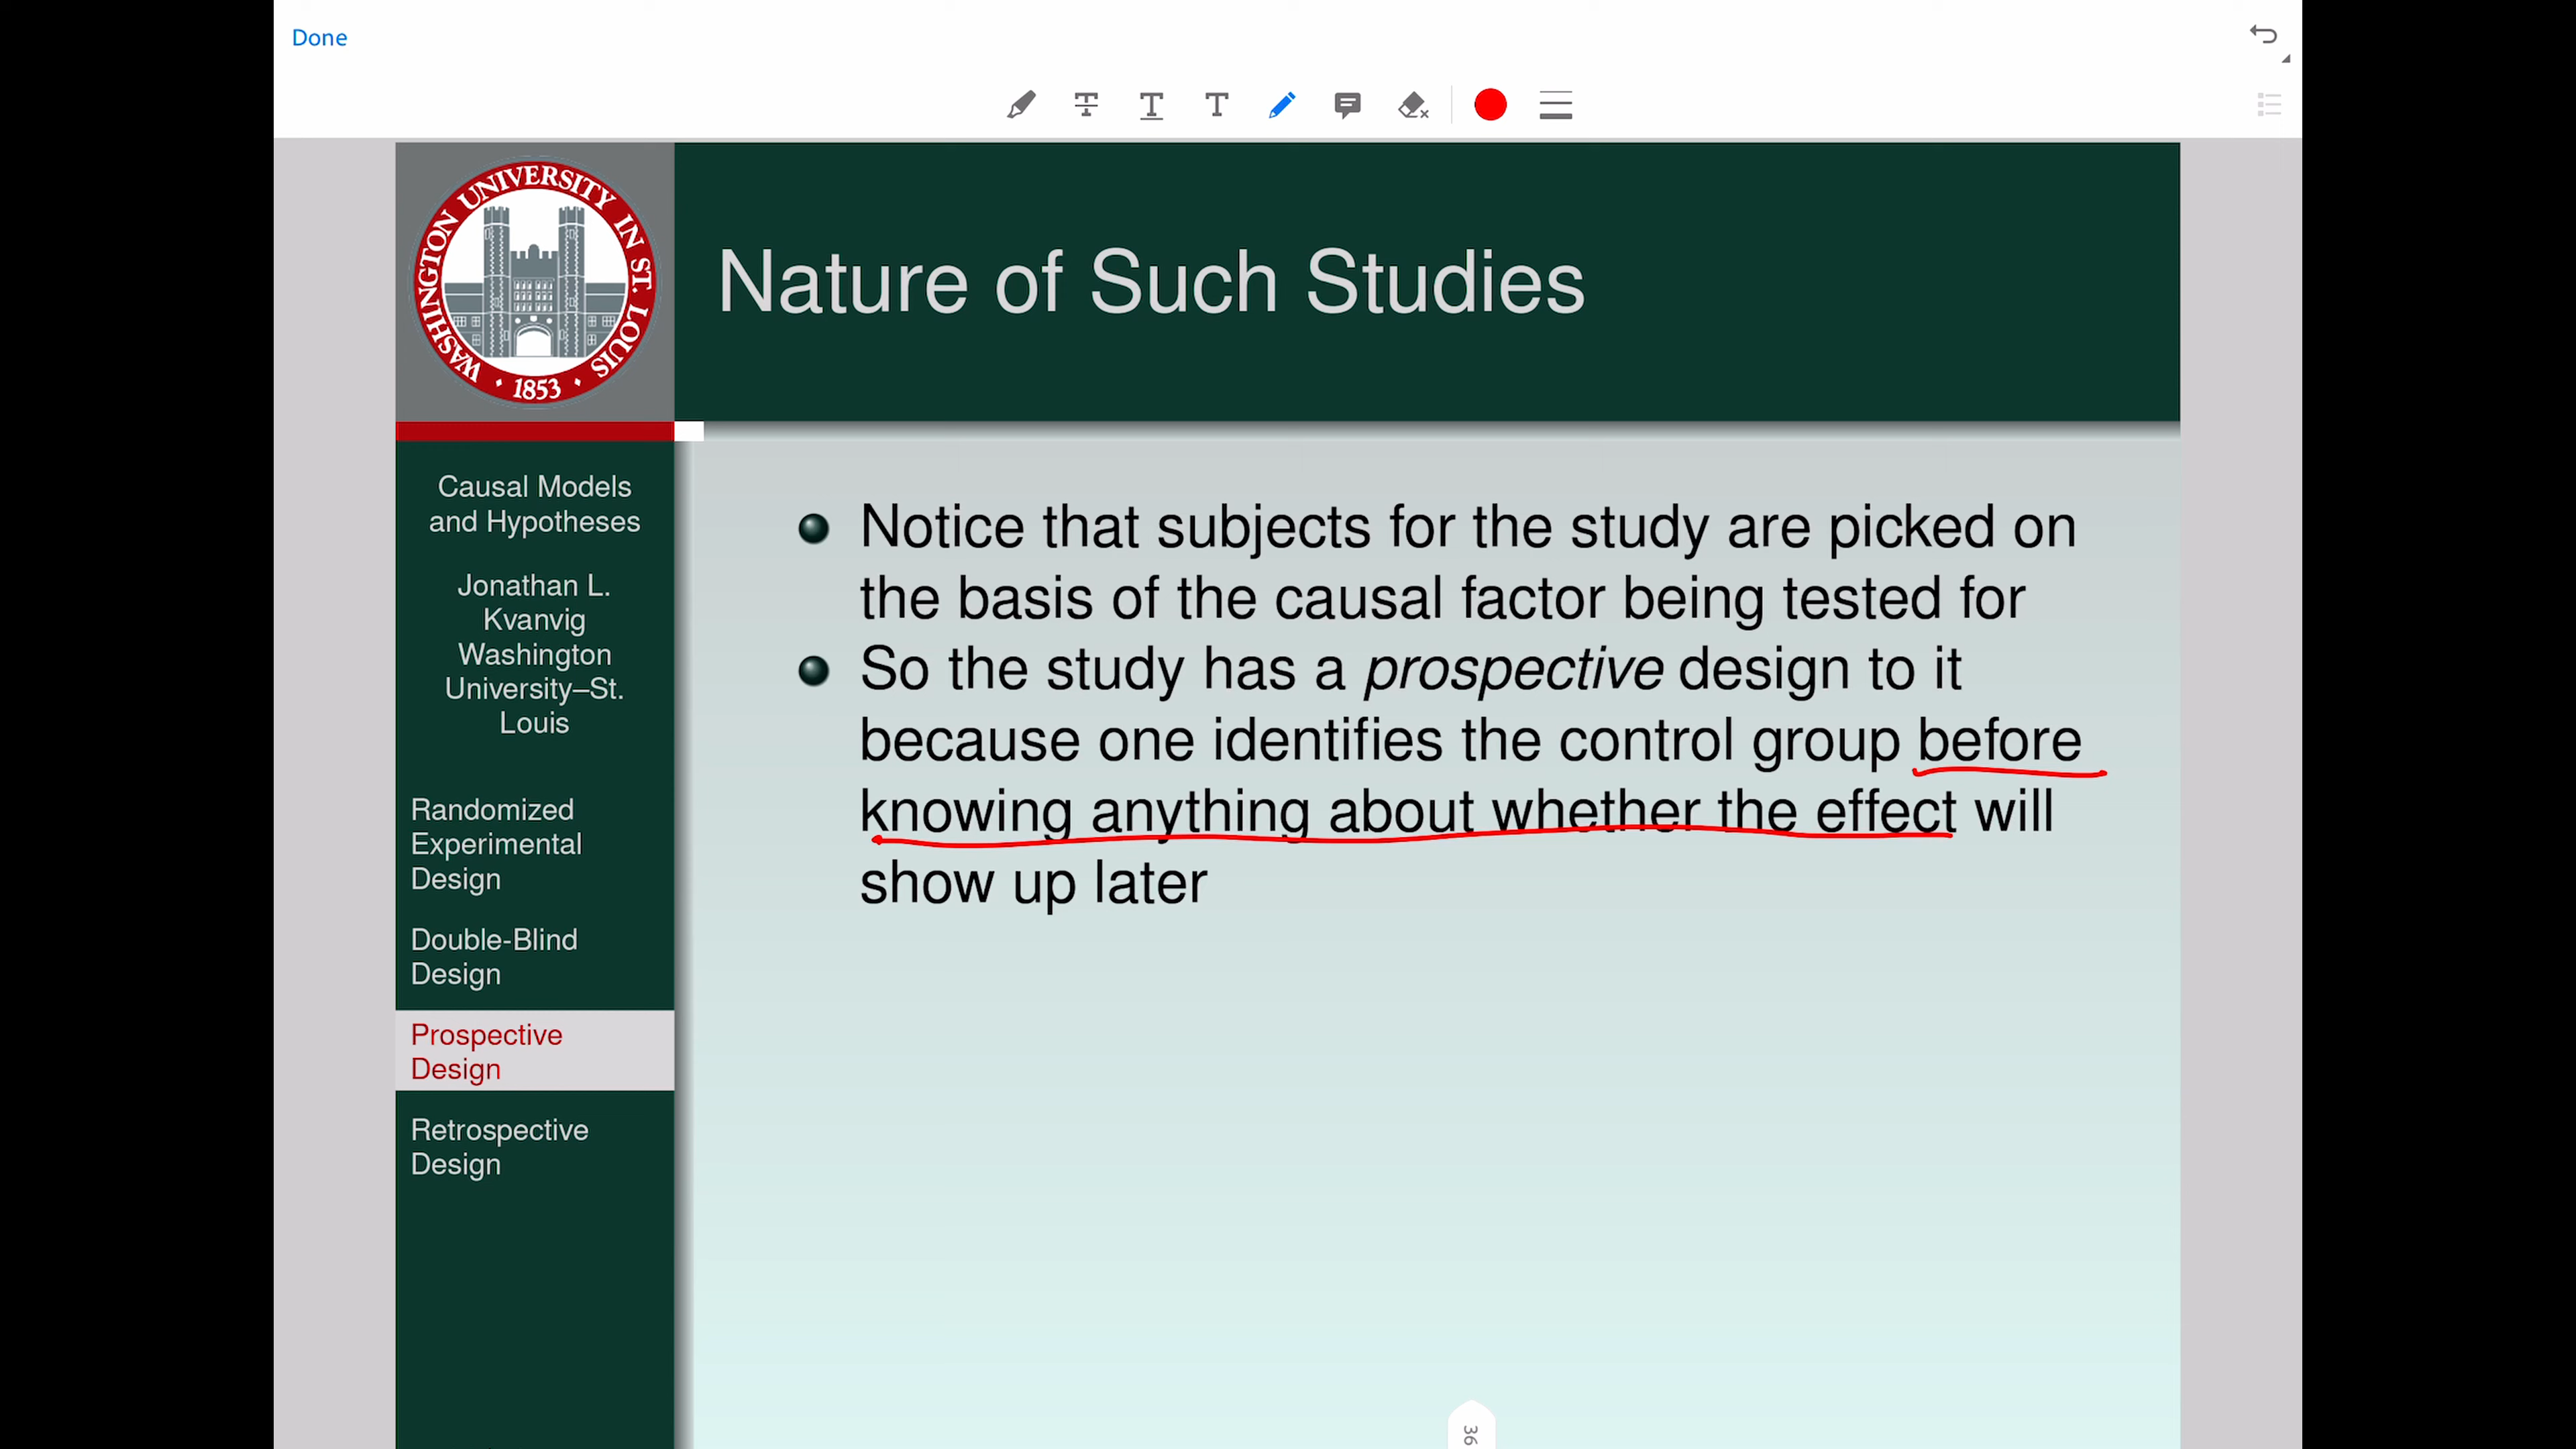 Done
WASHINGTON UNIVERSITY IN ST. LOUIS
1853
Nature of Such Studies
Causal Models
and Hypotheses
Jonathan L.
Kvanvig
Washington
University–St.
Louis
Randomized
Experimental
Design
Double-Blind
Design
Prospective
Design
Retrospective
Design
Notice that subjects for the study are picked on
the basis of the causal factor being tested for
So the study has a prospective design to it
because one identifies the control group before
knowing anything about whether the effect will
show up later
36